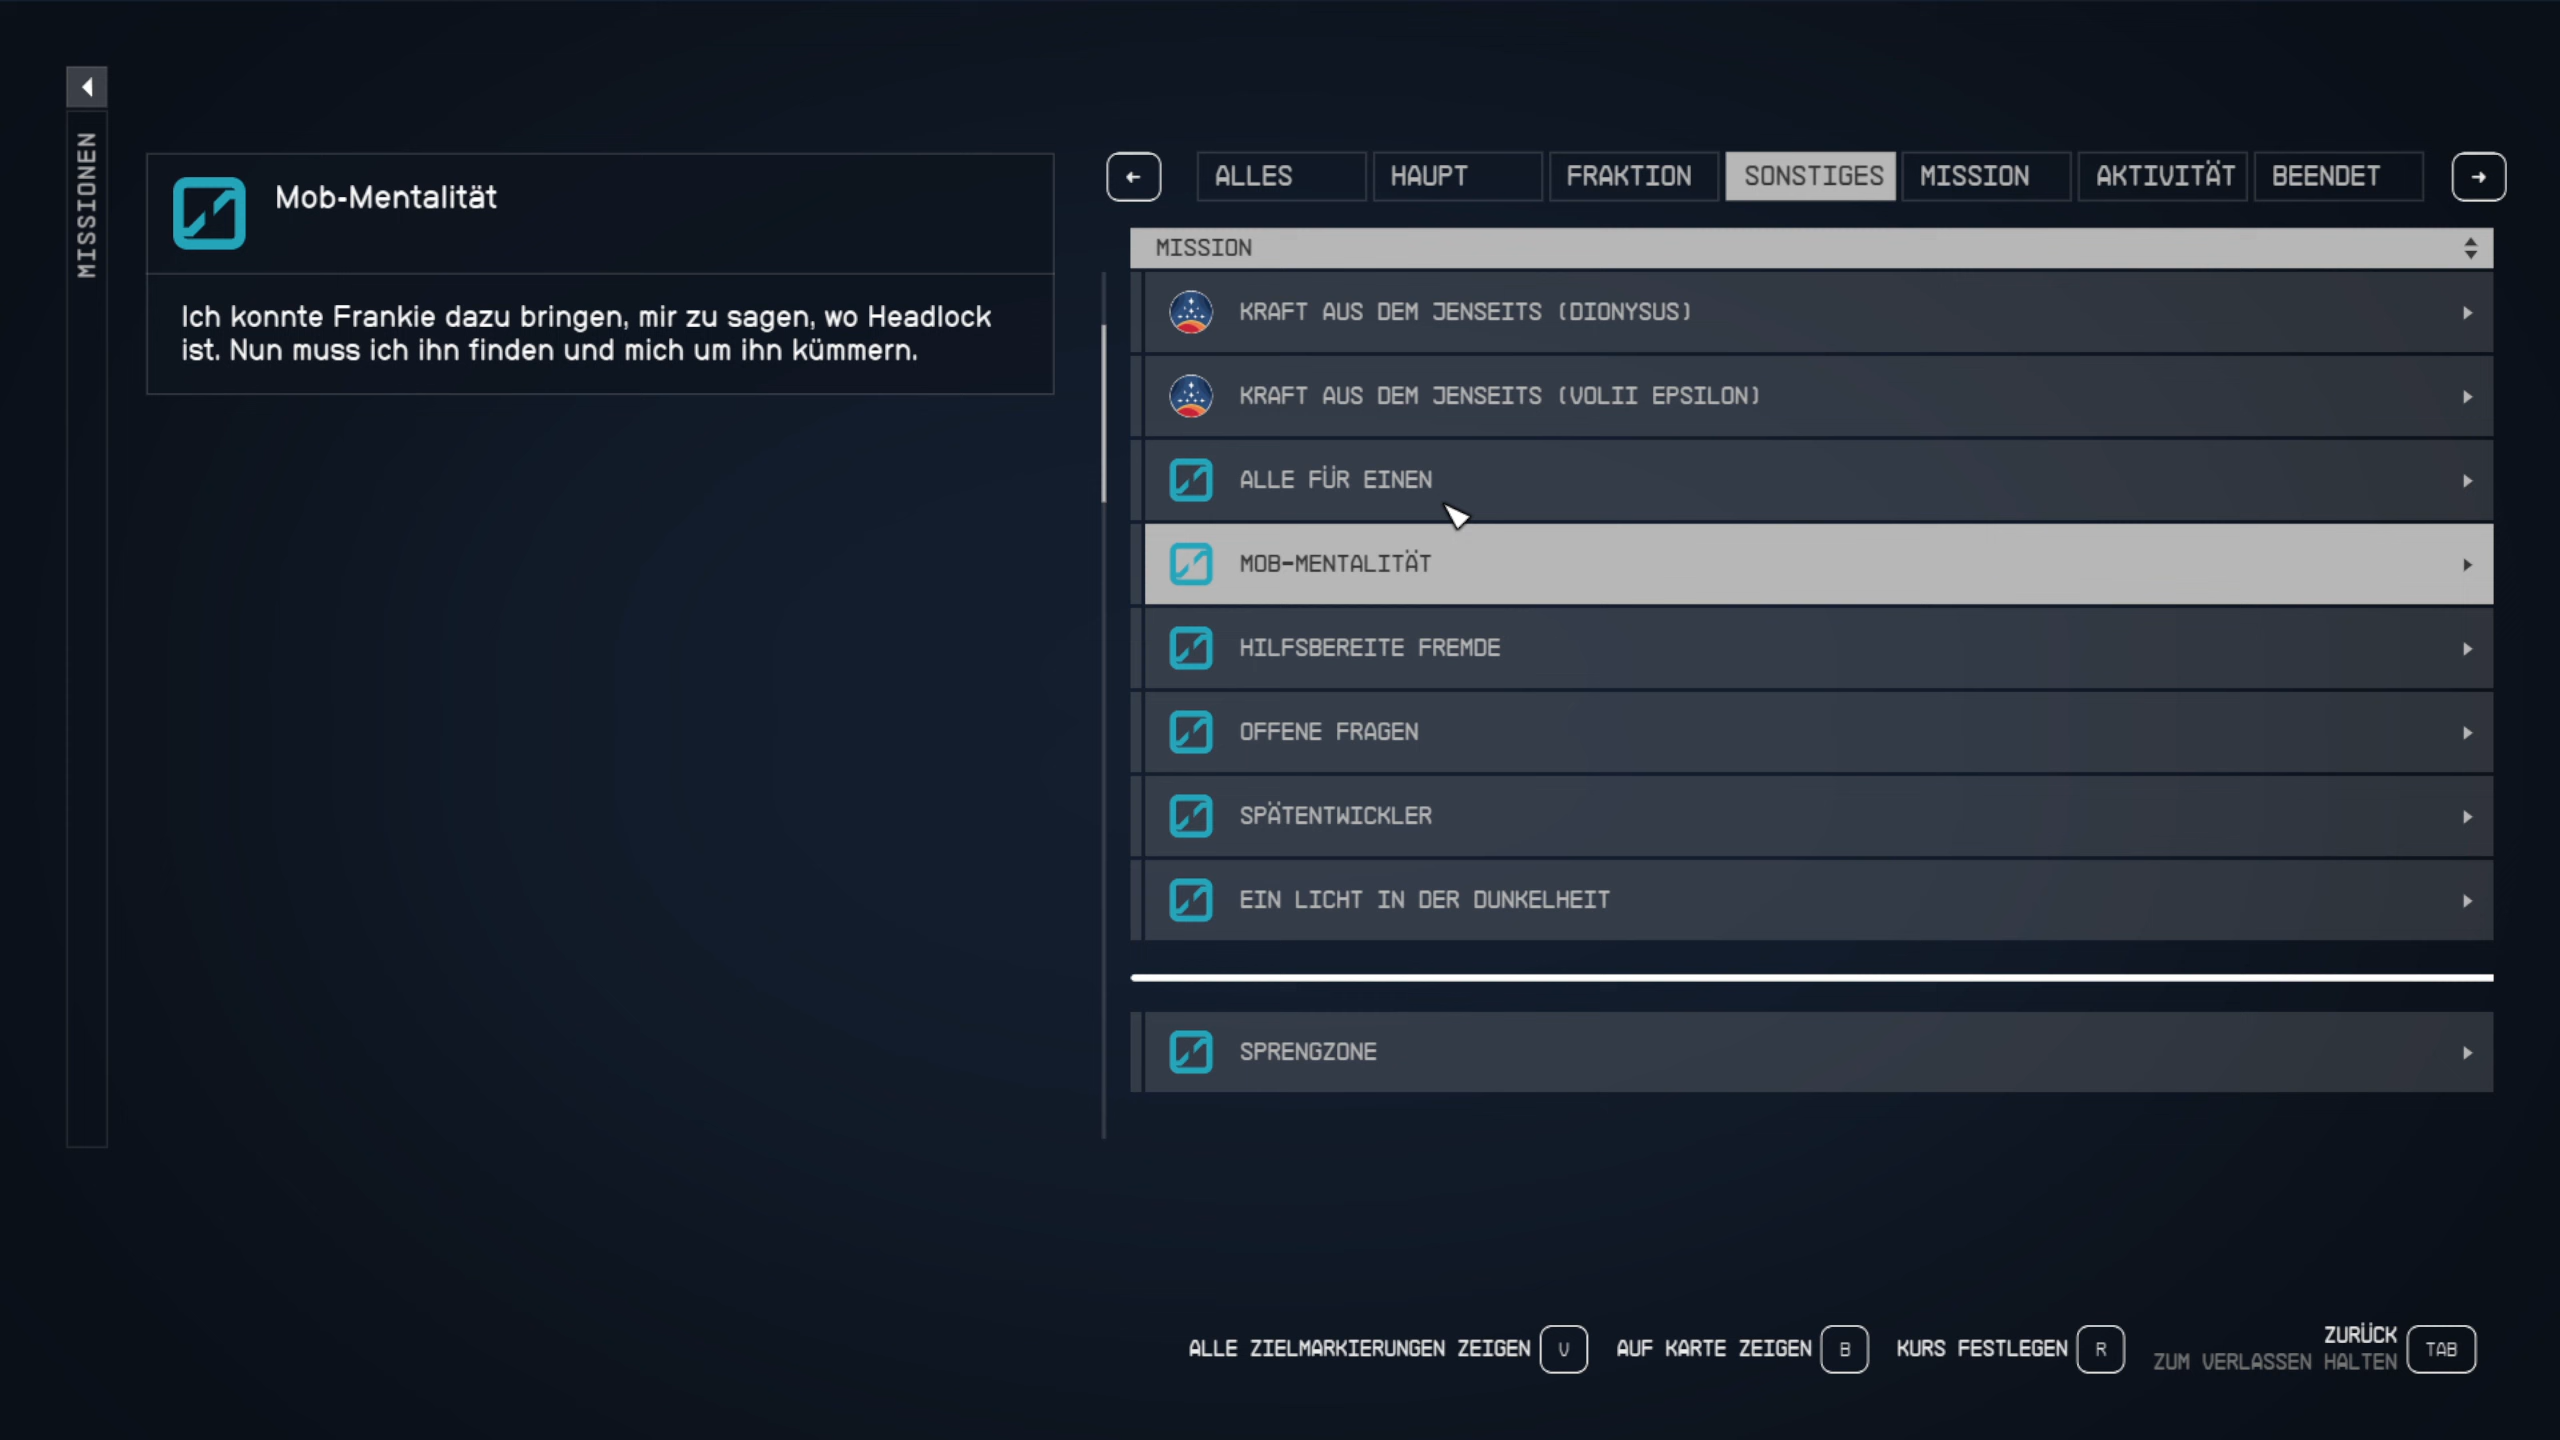 MISSIONEN
Mob-Mentalität
Ich konnte Frankie dazu bringen, mir zu sagen, wo Headlock
ist. Nun muss ich ihn finden und mich um ihn kümmern.
ALLES HAUPT FRAKTION SONSTIGES MISSION AKTIVITÄT BEENDET
MISSION
KRAFT AUS DEM JENSEITS (DIONYSUS)
KRAFT AUS DEM JENSEITS (VOLII EPSILON)
ALLE FÜR EINEN
MOB-MENTALITÄT
HILFSBEREITE FREMDE
OFFENE FRAGEN
SPÄTENTWICKLER
EIN LICHT IN DER DUNKELHEIT
SPRENGZONE
ALLE ZIELMARKIERUNGEN ZEIGEN V AUF KARTE ZEIGEN B KURS FESTLEGEN R ZURÜCK TAB
ZUM VERLASSEN HALTEN